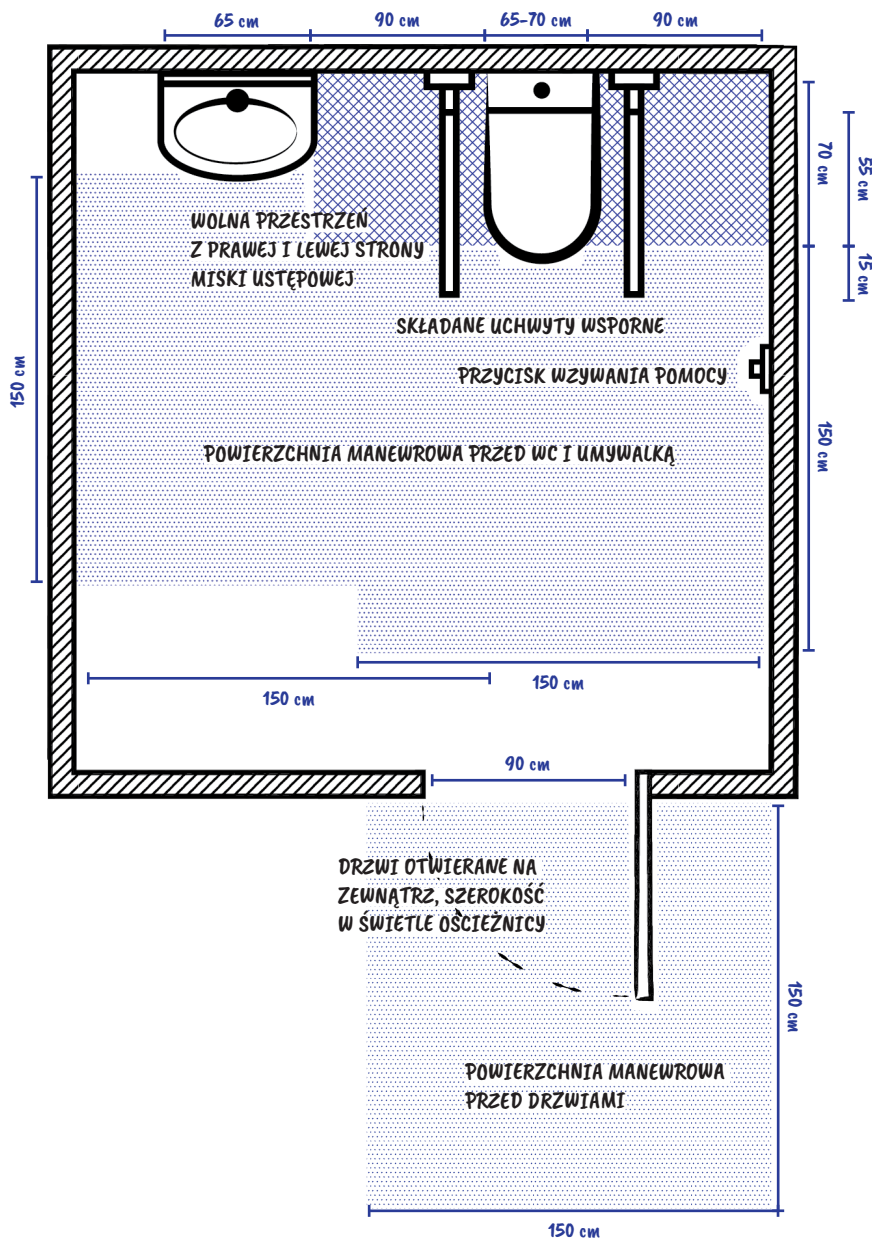 65 cm
90 cm
65-70 cm
90 cm
70 cm
55 cm
15 cm
WOLNA PRZESTRZEŃ
Z PRAWEJ I LEWEJ STRONY
MISKI USTĘPOWEJ
SKŁADANE UCHWYTY WSPORNE
PRZYCISK WZYWANIA POMOCY
150 cm
150 cm
POWIERZCHNIA MANEWROWA PRZED WC I UMYWALKĄ
150 cm
150 cm
90 cm
DRZWI OTWIERANE NA
ZEWNĄTRZ, SZEROKOŚĆ
W ŚWIETLE OŚCIEŻNICY
150 cm
POWIERZCHNIA MANEWROWA
PRZED DRZWIAMI
150 cm